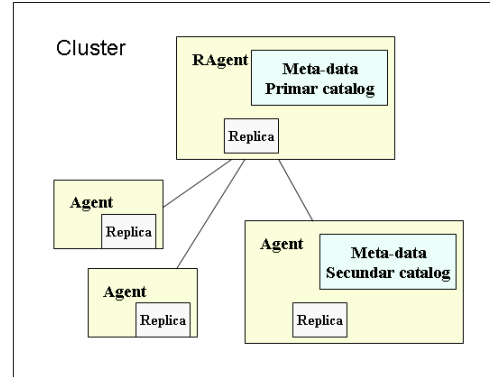 Cluster
RAgent
Meta-data
Primar catalog
Replica
Agent
Replica
Agent
Replica
Agent
Meta-data
Secundar catalog
Replica